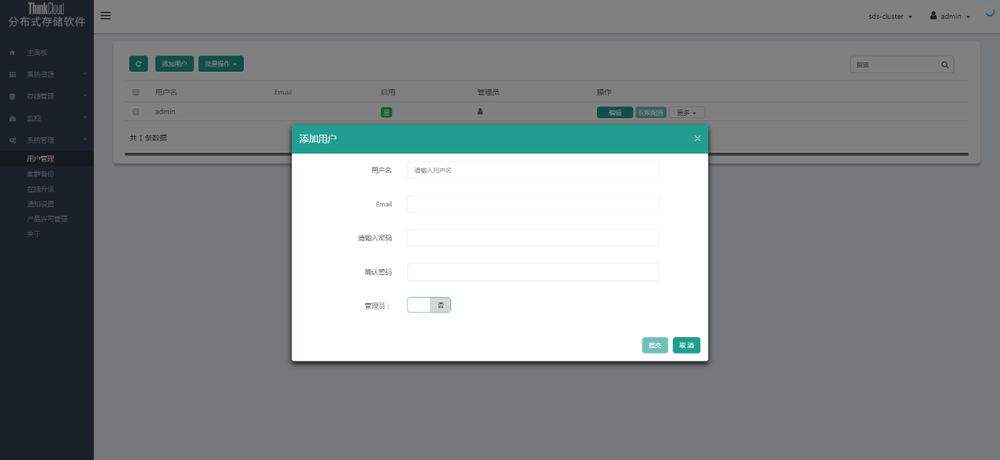 ThinkCloud
分布式存储软件
sds-cluster
admin
主面板
系统资源
存储管理
监控
系统管理
用户管理
集群备份
在线升级
通知设置
产品许可管理
关于
添加用户
批量操作
搜索
用户名 Email 启用 管理员 操作
admin 是 编辑 权限配置 更多
共 1 条数据
添加用户
用户名 请输入用户名
Email
请输入密码
确认密码
管理员： 否
提交 取消